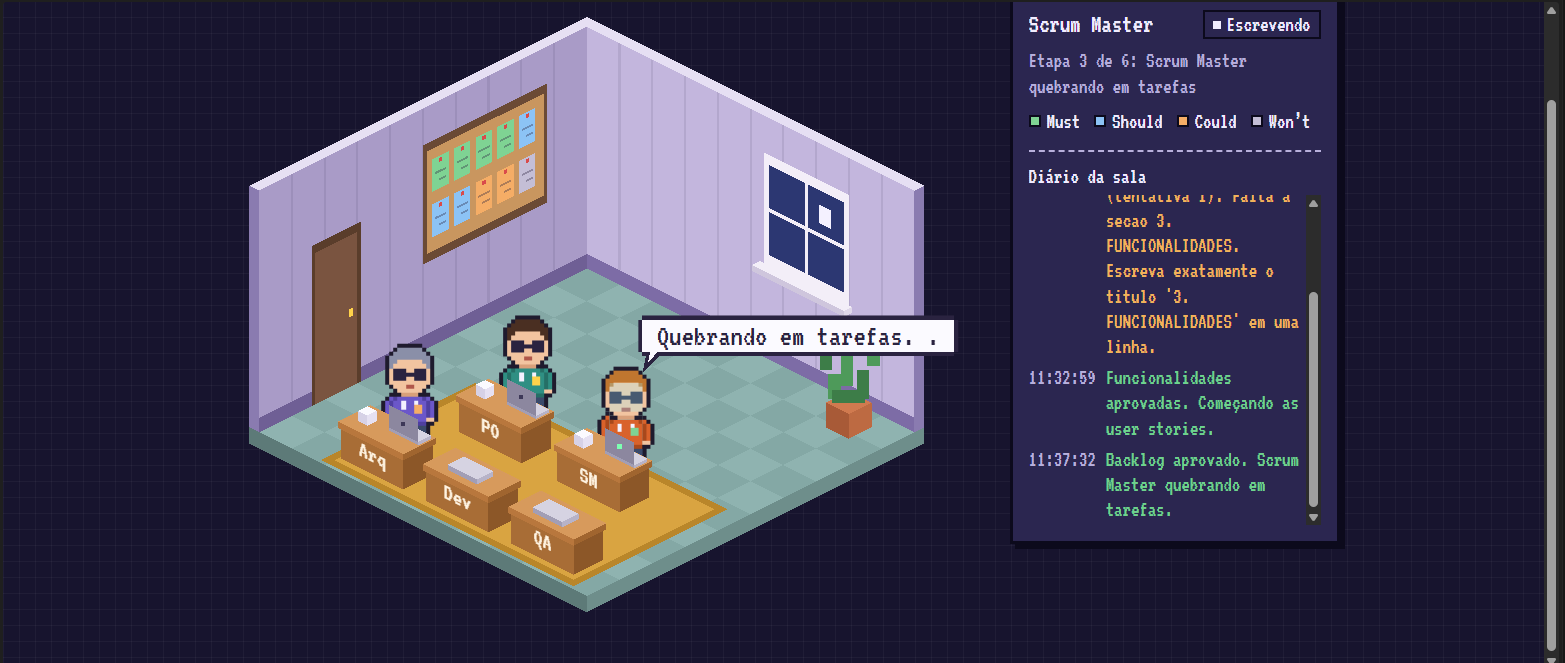 Scrum Master
Escrevendo
Etapa 3 de 6: Scrum Master
quebrando em tarefas
Must
Should
Could
Won't
Diário da sala
(tentativa 1). Falta a
secao 3.
FUNCIONALIDADES.
Escreva exatamente o
titulo '3.
FUNCIONALIDADES' em uma
linha.
11:32:59 Funcionalidades
aprovadas. Começando as
user stories.
11:37:32 Backlog aprovado. Scrum
Master quebrando em
tarefas.
Quebrando em tarefas. .
Arq
PO
Dev
SM
QA